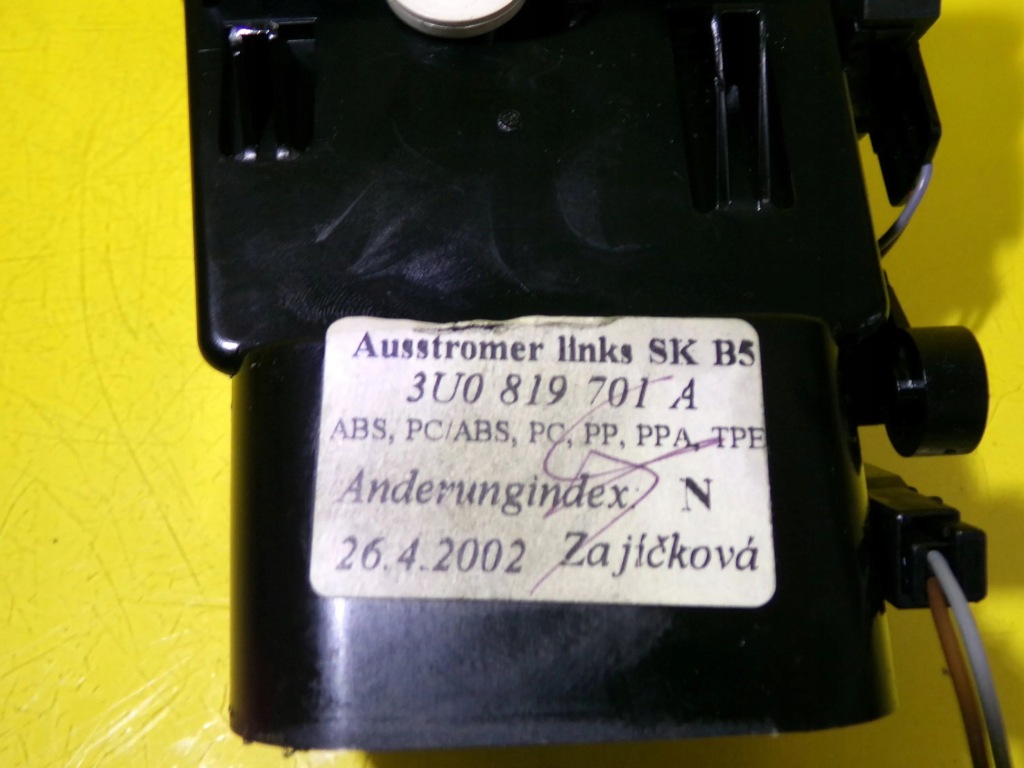 Ausstromer links SK B5
3U0 819 701 A
ABS, PC/ABS, PC, PP, PPA, TPE
Anderungindex: N
26.4.2002 Zajíčková